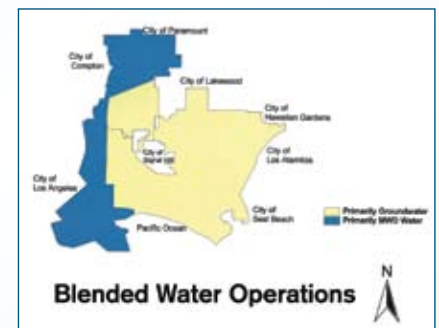 City of Paramount
City of
Compton
City of Lakewood
City of
Hawaiian Gardens
City of
Signal Hill
City of
Los Alamitos
City of
Los Angeles
City of
Seal Beach
Pacific Ocean
Primarily Groundwater
Primarily MWD Water
N
Blended Water Operations